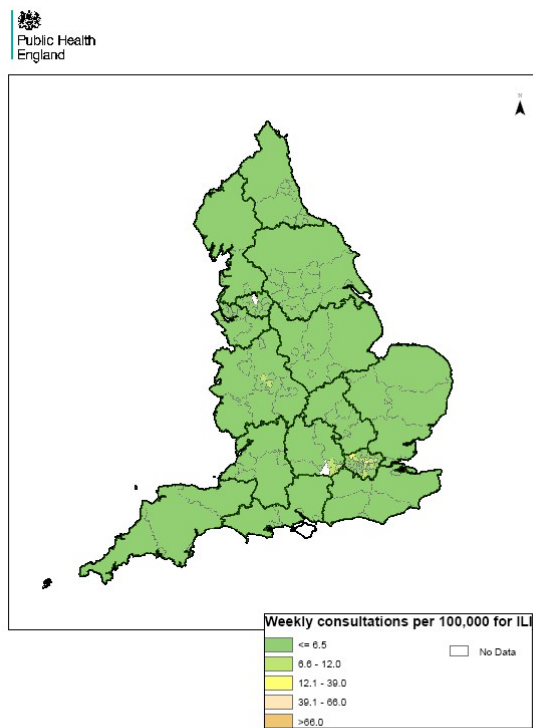 Public Health
England
N
Weekly consultations per 100,000 for ILI
<= 6.5
6.6 - 12.0
12.1 - 39.0
39.1 - 66.0
>66.0
No Data